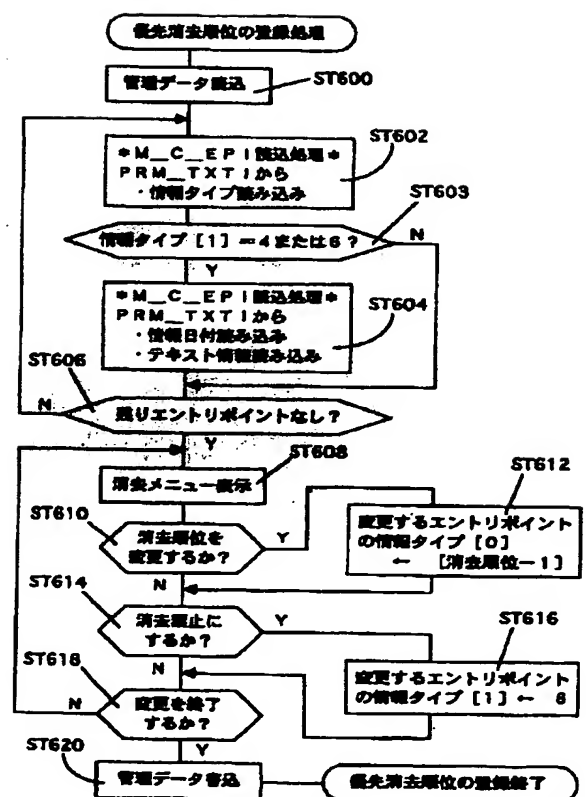 優先消去順位の登録処理
管理データ読込
ST600
*M_C_EPI読込処理*
PRM_TXTIから
・情報タイプ読み込み
ST602
ST603
情報タイプ [1] =4または6?
N
Y
*M_C_EPI読込処理*
PRM_TXTIから
・情報日付読み込み
・テキスト情報読み込み
ST604
ST606
残りエントリポイントなし?
N
Y
ST608
消去メニュー表示
ST610
消去順位を
変更するか?
Y
N
ST612
変更するエントリポイント
の情報タイプ [0]
← [消去順位-1]
ST614
消去禁止に
するか?
Y
N
ST616
変更するエントリポイント
の情報タイプ [1] ← 6
ST618
変更を終了
するか?
N
Y
ST620
管理データ書込
優先消去順位の登録終了